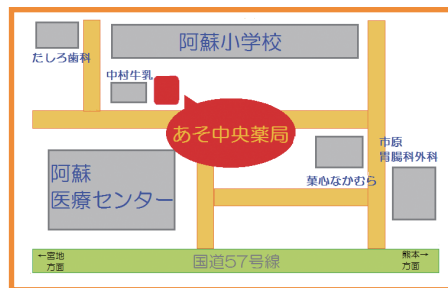 阿蘇小学校
たしろ歯科
中村牛乳
あそ中央薬局
市原
胃腸科外科
菓心なかむら
阿蘇
医療センター
←宮地
方面
国道57号線
熊本→
方面